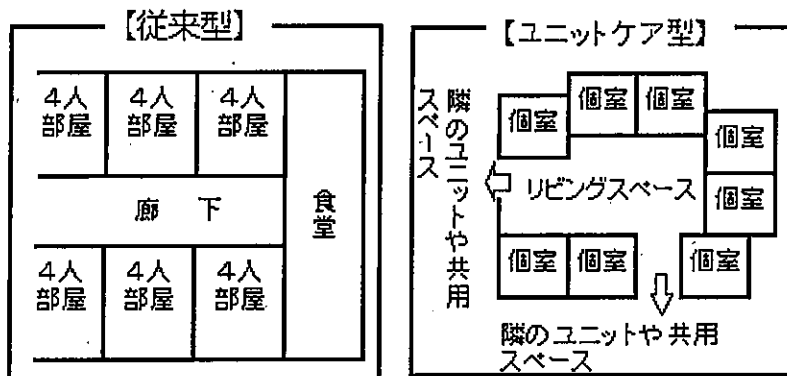 【従来型】
4人
部屋
4人
部屋
4人
部屋
廊 下
食堂
4人
部屋
4人
部屋
4人
部屋
【ユニットケア型】
隣のユニットや共用
スペース
個室
個室
個室
個室
個室
リビングスペース
個室
個室
個室
隣のユニットや共用
スペース